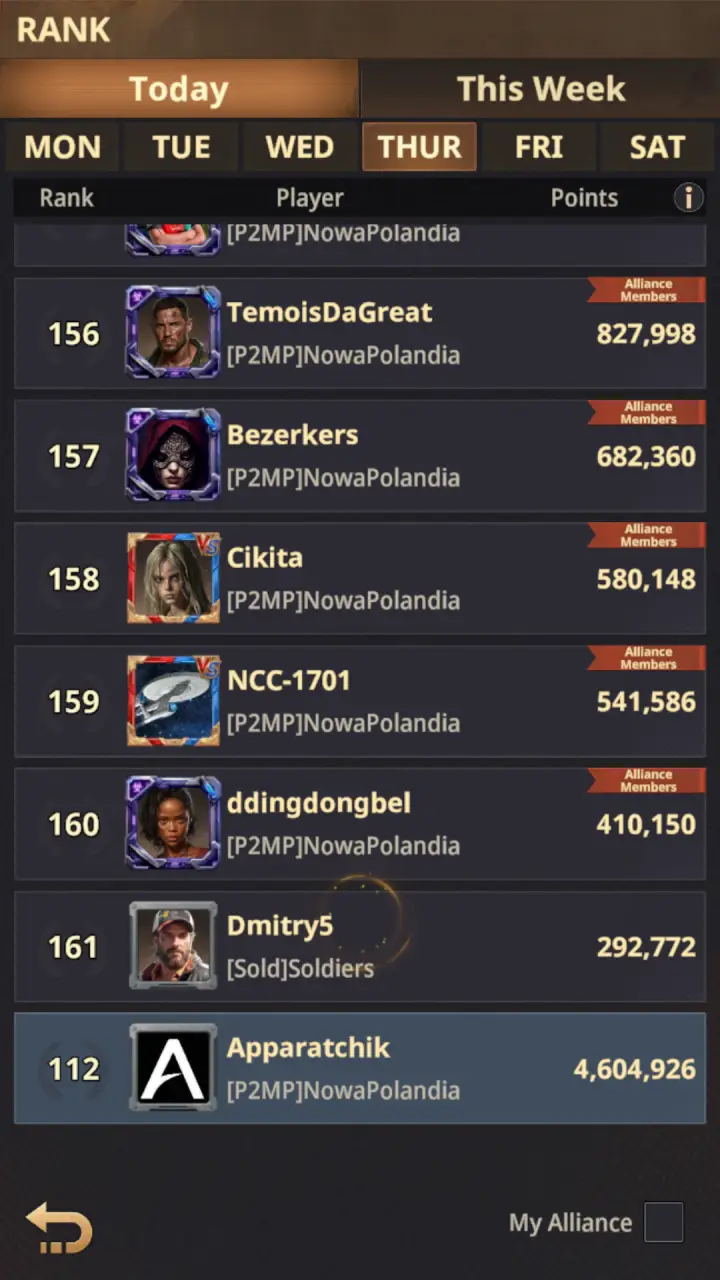 RANK
Today
This Week
MON TUE WED THUR FRI SAT
Rank Player Points i
[P2MP]NowaPolandia
Alliance
Members
156 TemoisDaGreat 827,998
[P2MP]NowaPolandia
Alliance
Members
157 Bezerkers 682,360
[P2MP]NowaPolandia
Alliance
Members
158 Cikita 580,148
[P2MP]NowaPolandia
VS
Alliance
Members
159 NCC-1701 541,586
[P2MP]NowaPolandia
VS
Alliance
Members
160 ddingdongbel 410,150
[P2MP]NowaPolandia
161 Dmitry5 292,772
[Sold]Soldiers
112 Apparatchik 4,604,926
[P2MP]NowaPolandia
A
My Alliance